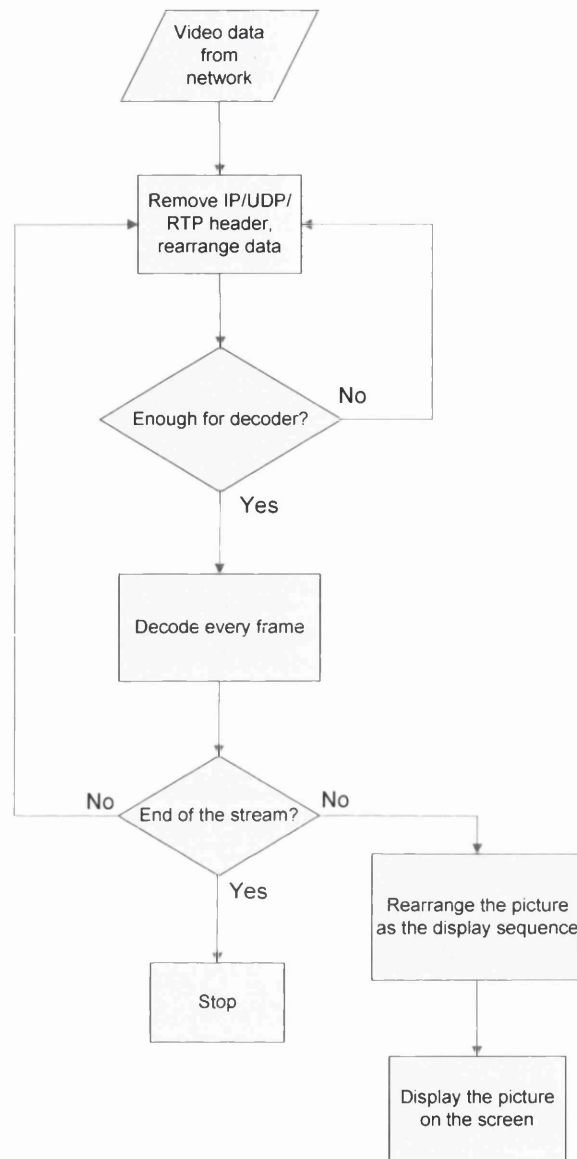 Video data
from
network
Remove IP/UDP/
RTP header,
rearrange data
No
Enough for decoder?
Yes
Decode every frame
No
End of the stream?
No
Yes
Rearrange the picture
as the display sequence
Stop
Display the picture
on the screen